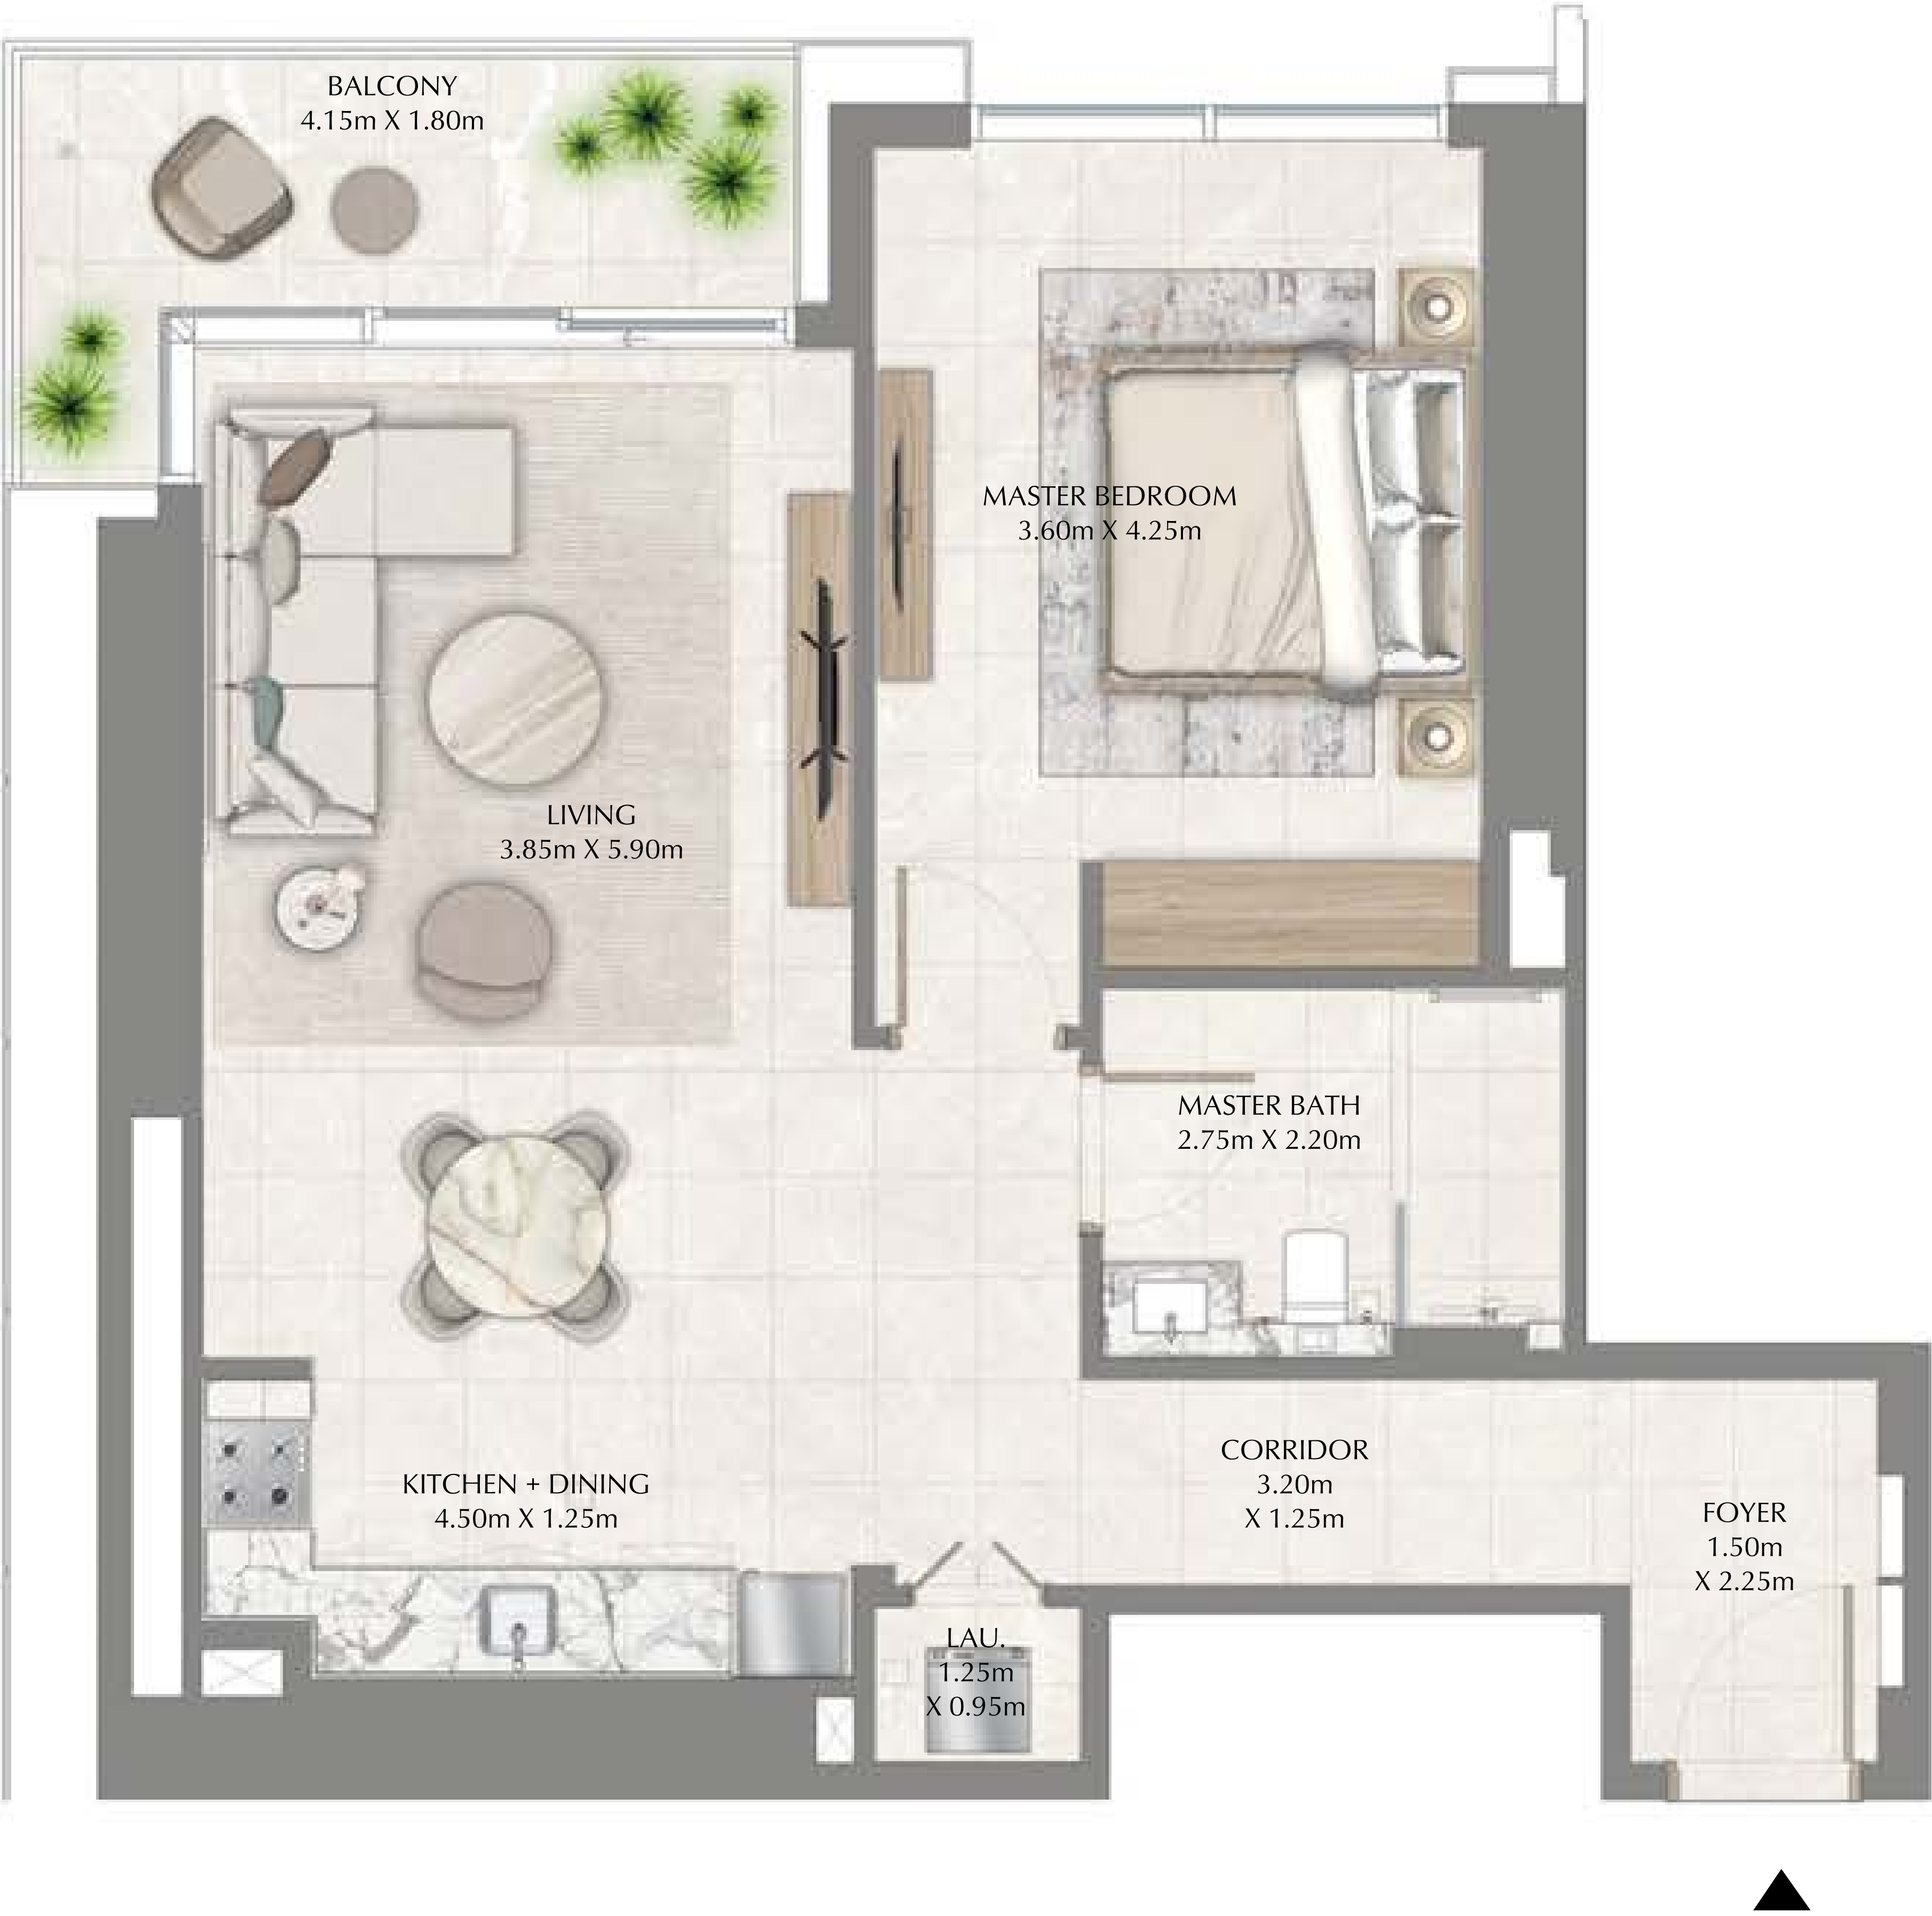 BALCONY
4.15m X 1.80m
MASTER BEDROOM
3.60m X 4.25m
LIVING
3.85m X 5.90m
MASTER BATH
2.75m X 2.20m
KITCHEN + DINING
4.50m X 1.25m
CORRIDOR
3.20m
X 1.25m
FOYER
1.50m
X 2.25m
LAU.
1.25m
X 0.95m